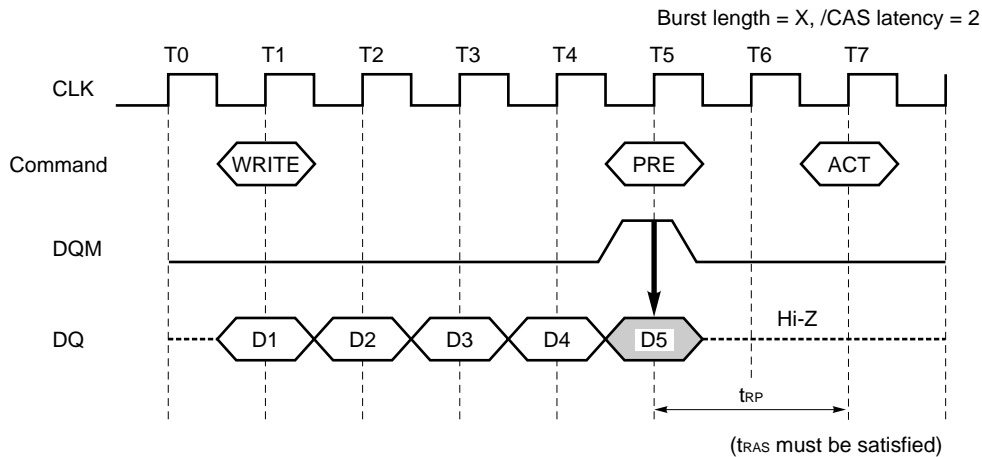 Burst length = X, /CAS latency = 2
T0 T1 T2 T3 T4 T5 T6 T7
CLK
Command WRITE PRE ACT
DQM
Hi-Z
DQ D1 D2 D3 D4 D5
tRP
(tRAS must be satisfied)